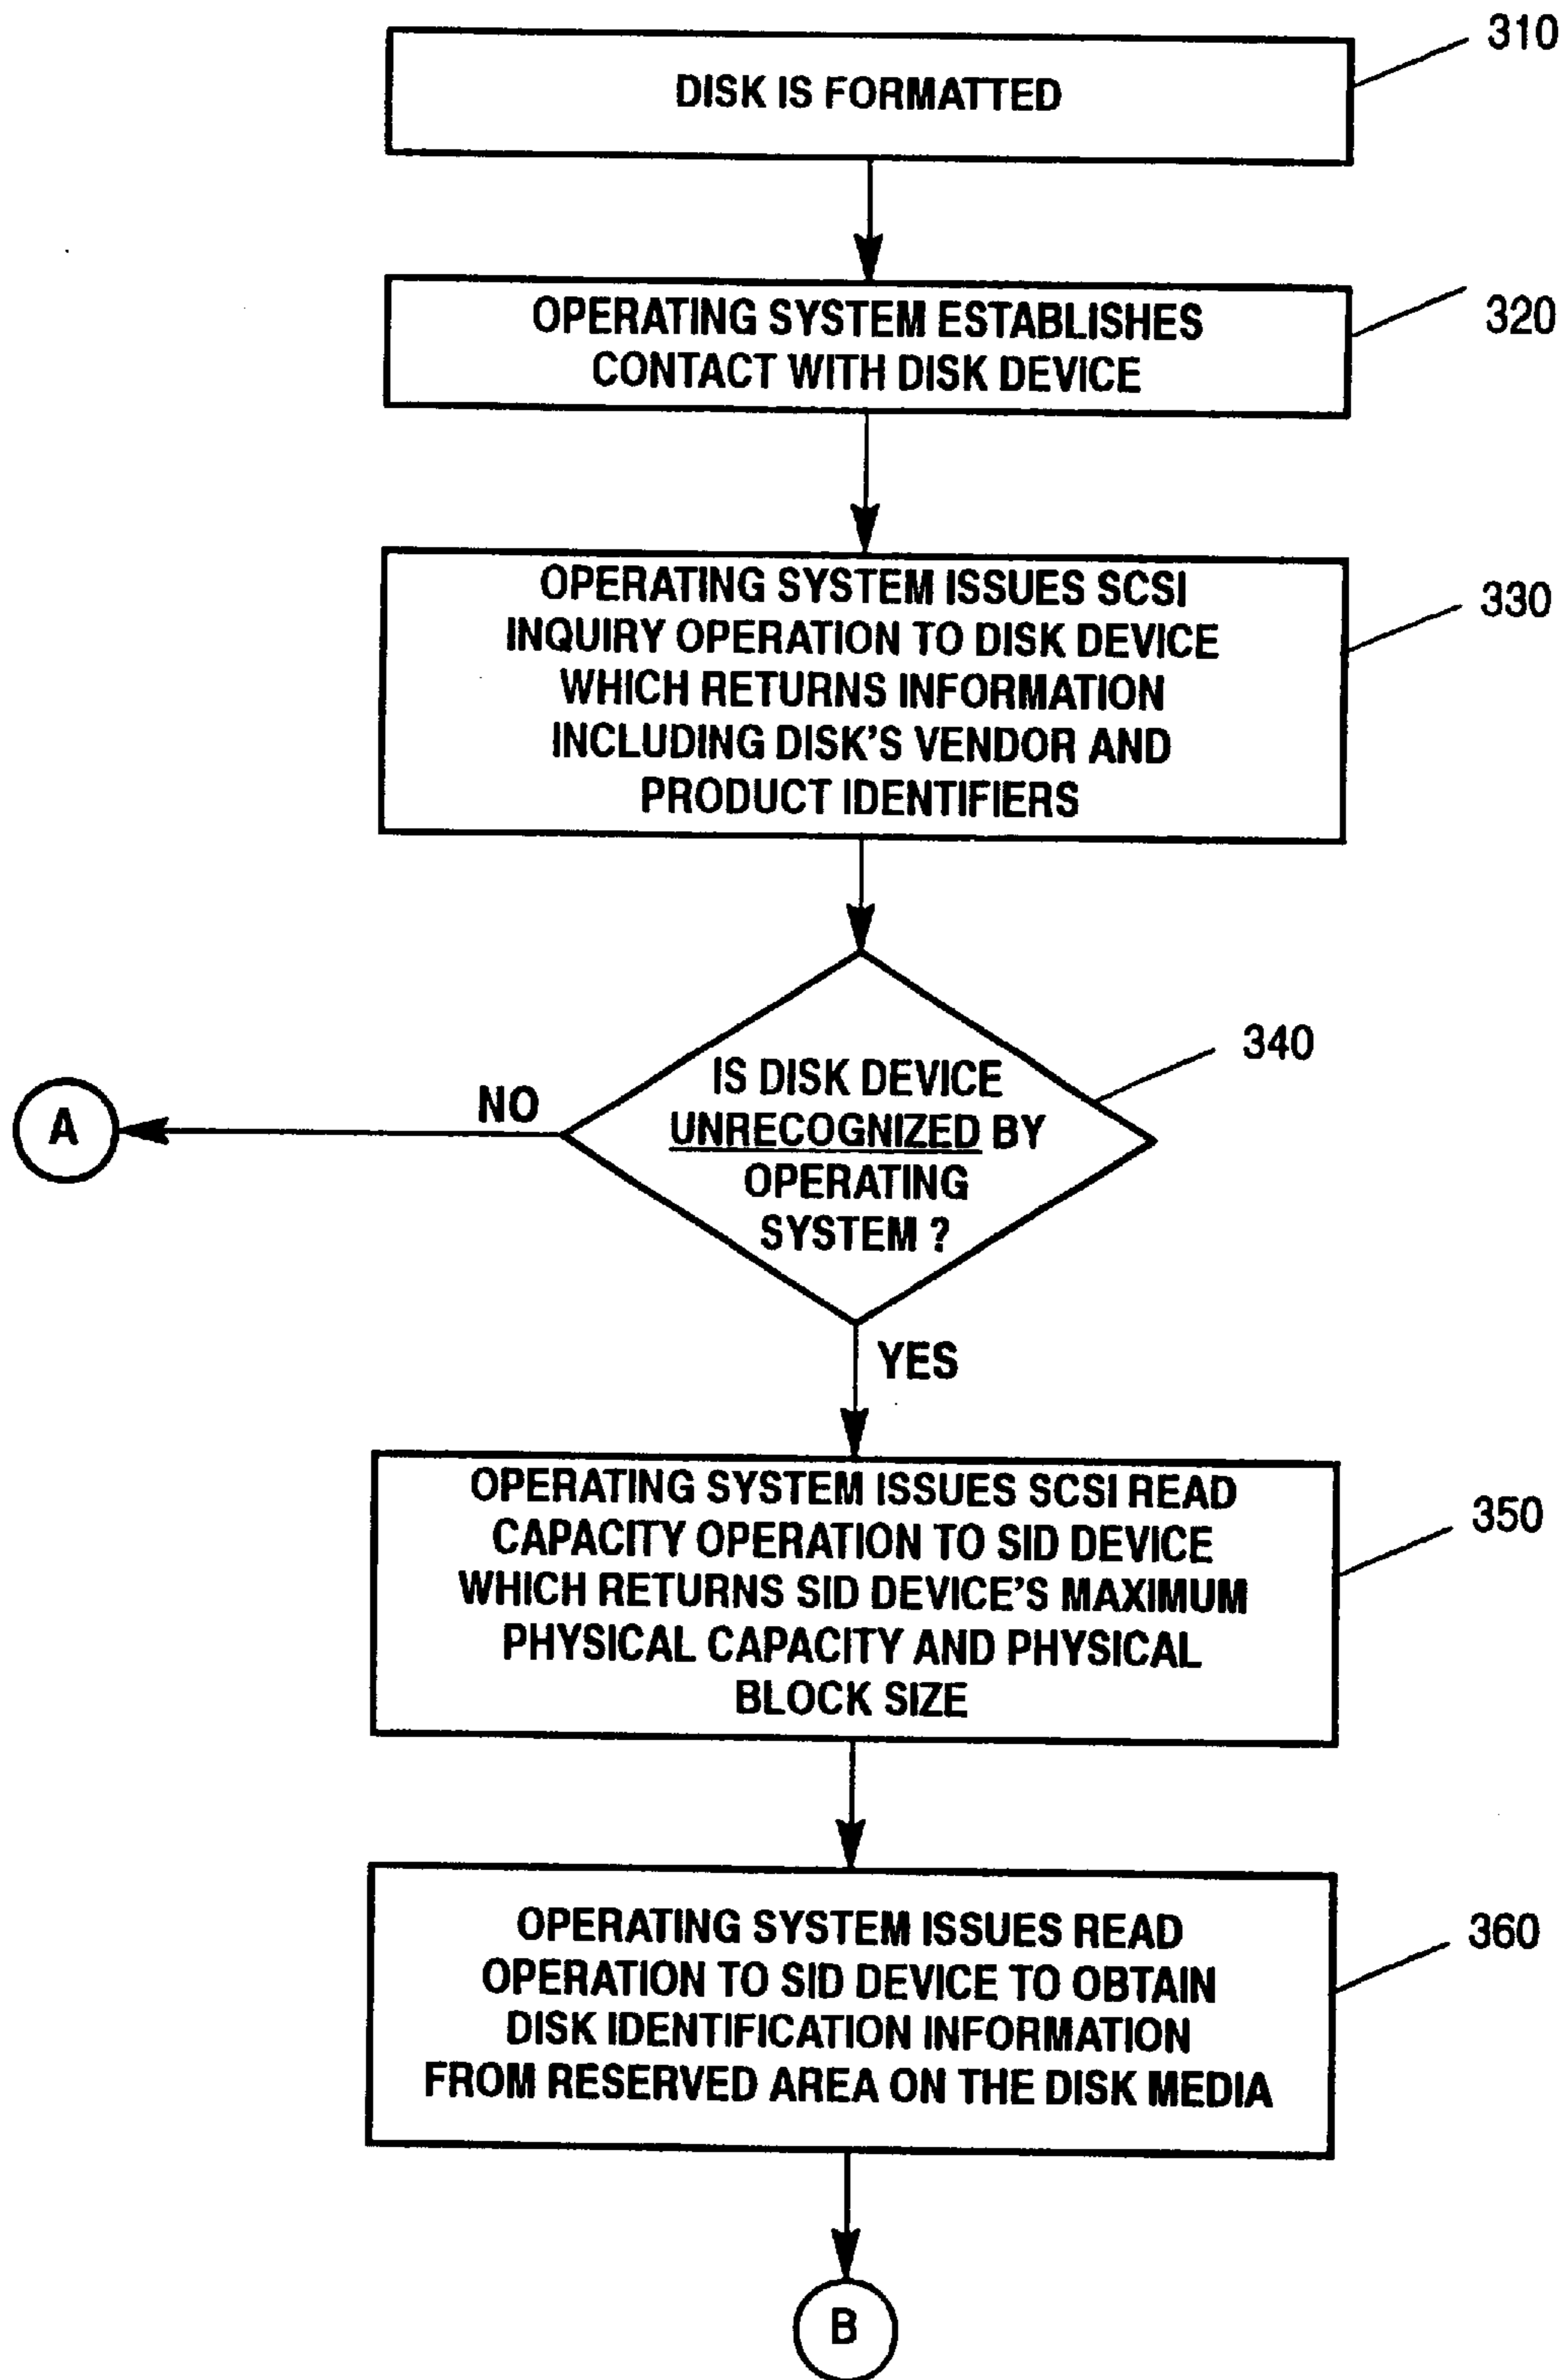 310
DISK IS FORMATTED
320
OPERATING SYSTEM ESTABLISHES
CONTACT WITH DISK DEVICE
330
OPERATING SYSTEM ISSUES SCSI
INQUIRY OPERATION TO DISK DEVICE
WHICH RETURNS INFORMATION
INCLUDING DISK'S VENDOR AND
PRODUCT IDENTIFIERS
340
IS DISK DEVICE
UNRECOGNIZED BY
OPERATING
SYSTEM ?
NO
A
YES
350
OPERATING SYSTEM ISSUES SCSI READ
CAPACITY OPERATION TO SID DEVICE
WHICH RETURNS SID DEVICE'S MAXIMUM
PHYSICAL CAPACITY AND PHYSICAL
BLOCK SIZE
360
OPERATING SYSTEM ISSUES READ
OPERATION TO SID DEVICE TO OBTAIN
DISK IDENTIFICATION INFORMATION
FROM RESERVED AREA ON THE DISK MEDIA
B